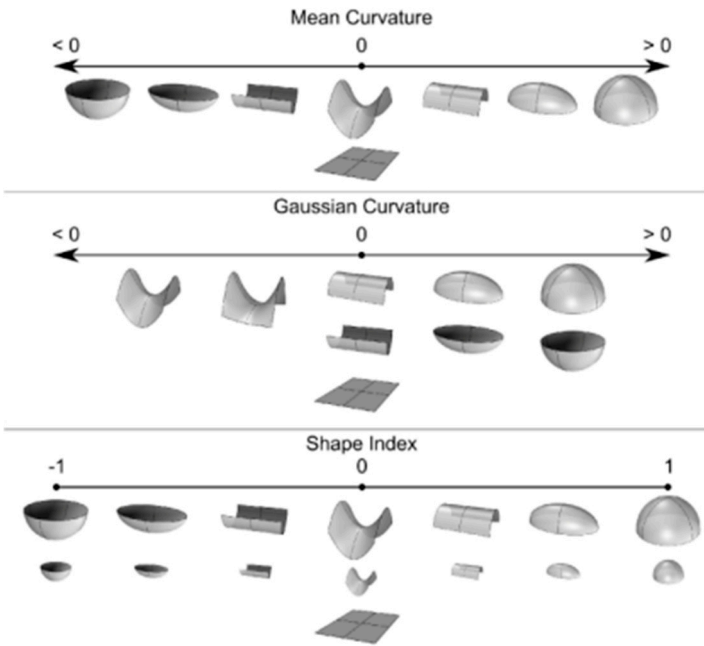 Mean Curvature
< 0 0 > 0
Gaussian Curvature
< 0 0 > 0
Shape Index
-1 0 1